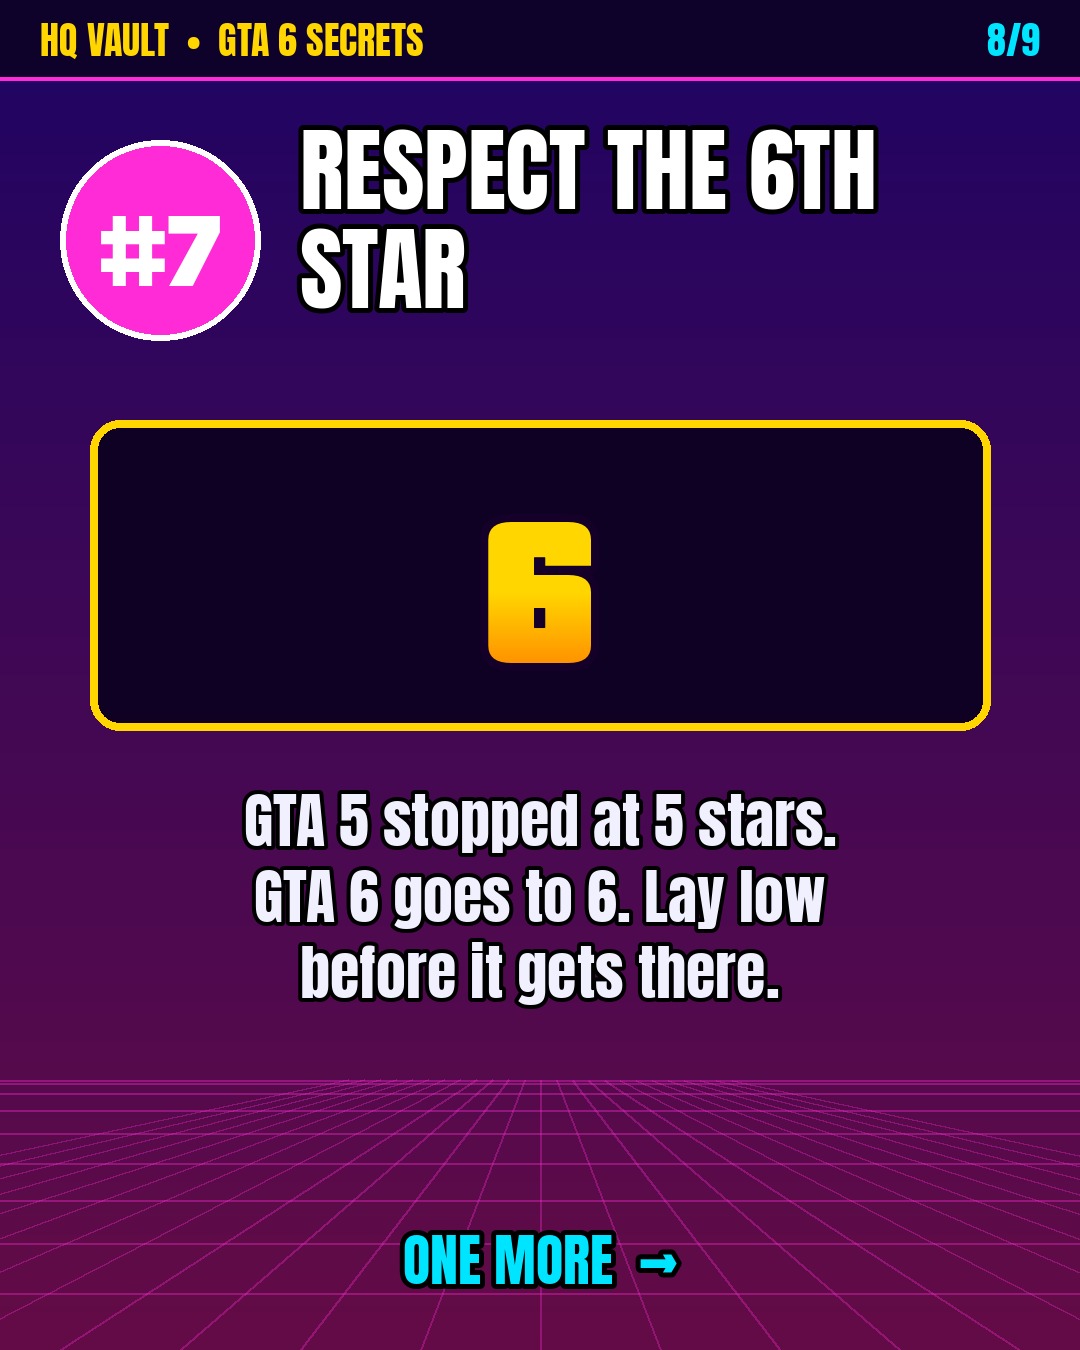 HQ VAULT • GTA 6 SECRETS
8/9
#7
RESPECT THE 6TH
STAR
6
GTA 5 stopped at 5 stars.
GTA 6 goes to 6. Lay low
before it gets there.
ONE MORE →